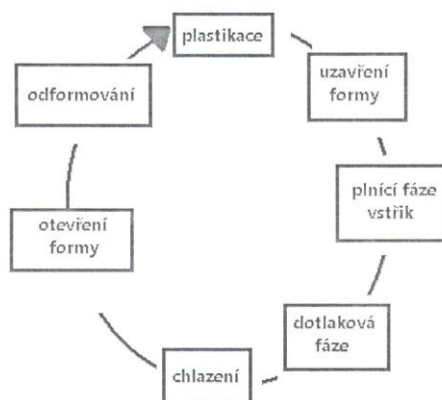 plastikace
uzavření
formy
plnící fáze
vstřik
dotlaková
fáze
chlazení
otevření
formy
odformování